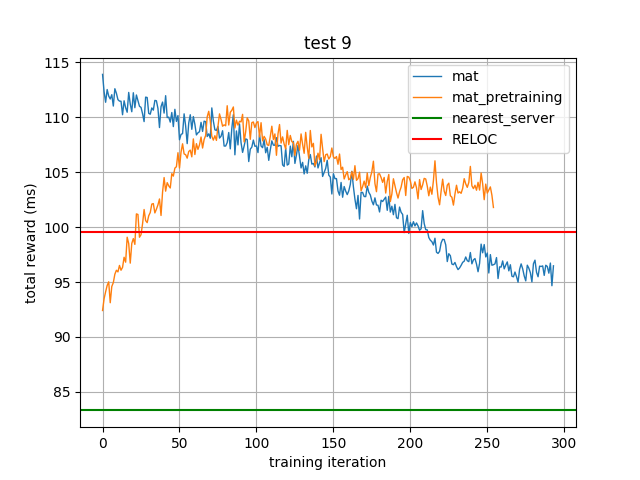 test 9
total reward (ms)
115
110
105
100
95
90
85
mat
mat_pretraining
nearest_server
RELOC
0 50 100 150 200 250 300
training iteration